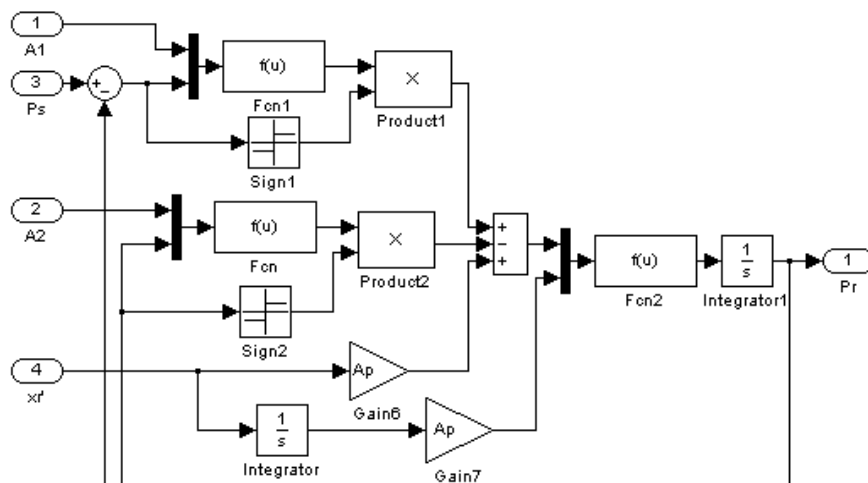 1
A1
f(u)
Fcn1
×
Product1
3
Ps
+
−
Sign1
2
A2
f(u)
Fcn
×
Product2
Sign2
+
−
+
f(u)
Fcn2
1
s
Integrator1
1
Pr
4
xr'
Ap
Gain6
1
s
Integrator
Ap
Gain7